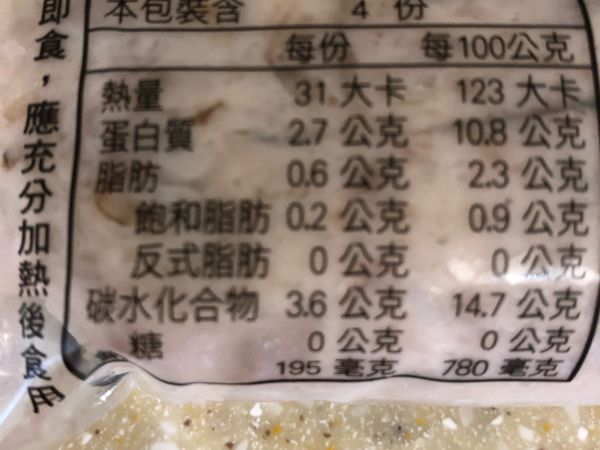 本包裝含 4 份
每份 每100公克
熱量 31 大卡 123 大卡
蛋白質 2.7 公克 10.8 公克
脂肪 0.6 公克 2.3 公克
飽和脂肪 0.2 公克 0.9 公克
反式脂肪 0 公克 0 公克
碳水化合物 3.6 公克 14.7 公克
糖 0 公克 0 公克
195 毫克 780 毫克
即食，應充分加熱後食用